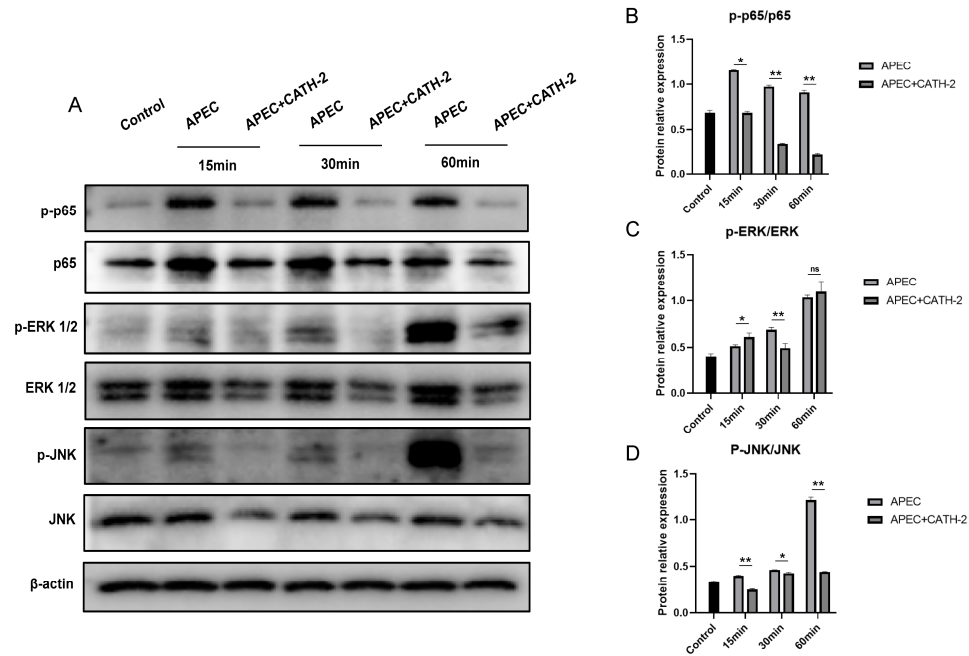 A
Control
APEC
APEC+CATH-2
APEC
APEC+CATH-2
APEC
APEC+CATH-2
15min
30min
60min
p-p65
p65
p-ERK 1/2
ERK 1/2
p-JNK
JNK
β-actin
B
p-p65/p65
Protein relative expression
1.5
1.0
0.5
0.0
*
**
**
Control
15min
30min
60min
APEC
APEC+CATH-2
C
p-ERK/ERK
Protein relative expression
1.5
1.0
0.5
0.0
*
**
ns
Control
15min
30min
60min
APEC
APEC+CATH-2
D
P-JNK/JNK
Protein relative expression
1.5
1.0
0.5
0.0
**
*
**
Control
15min
30min
60min
APEC
APEC+CATH-2